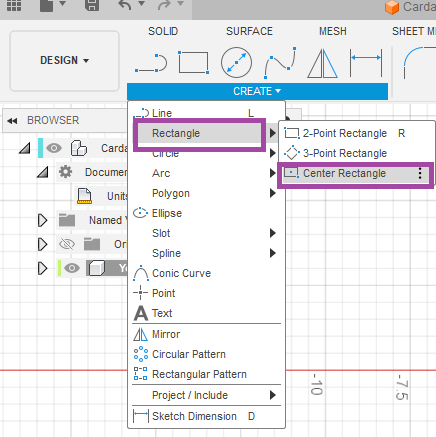 Carda
SOLID SURFACE MESH SHEET M
DESIGN
CREATE
BROWSER
Carda
Documen
Units
Named V
Ori
Line L
Rectangle
Circle
Arc
Polygon
Ellipse
Slot
Spline
Conic Curve
Point
Text
Mirror
Circular Pattern
Rectangular Pattern
Project / Include
Sketch Dimension D
2-Point Rectangle R
3-Point Rectangle
Center Rectangle
-10
-7.5